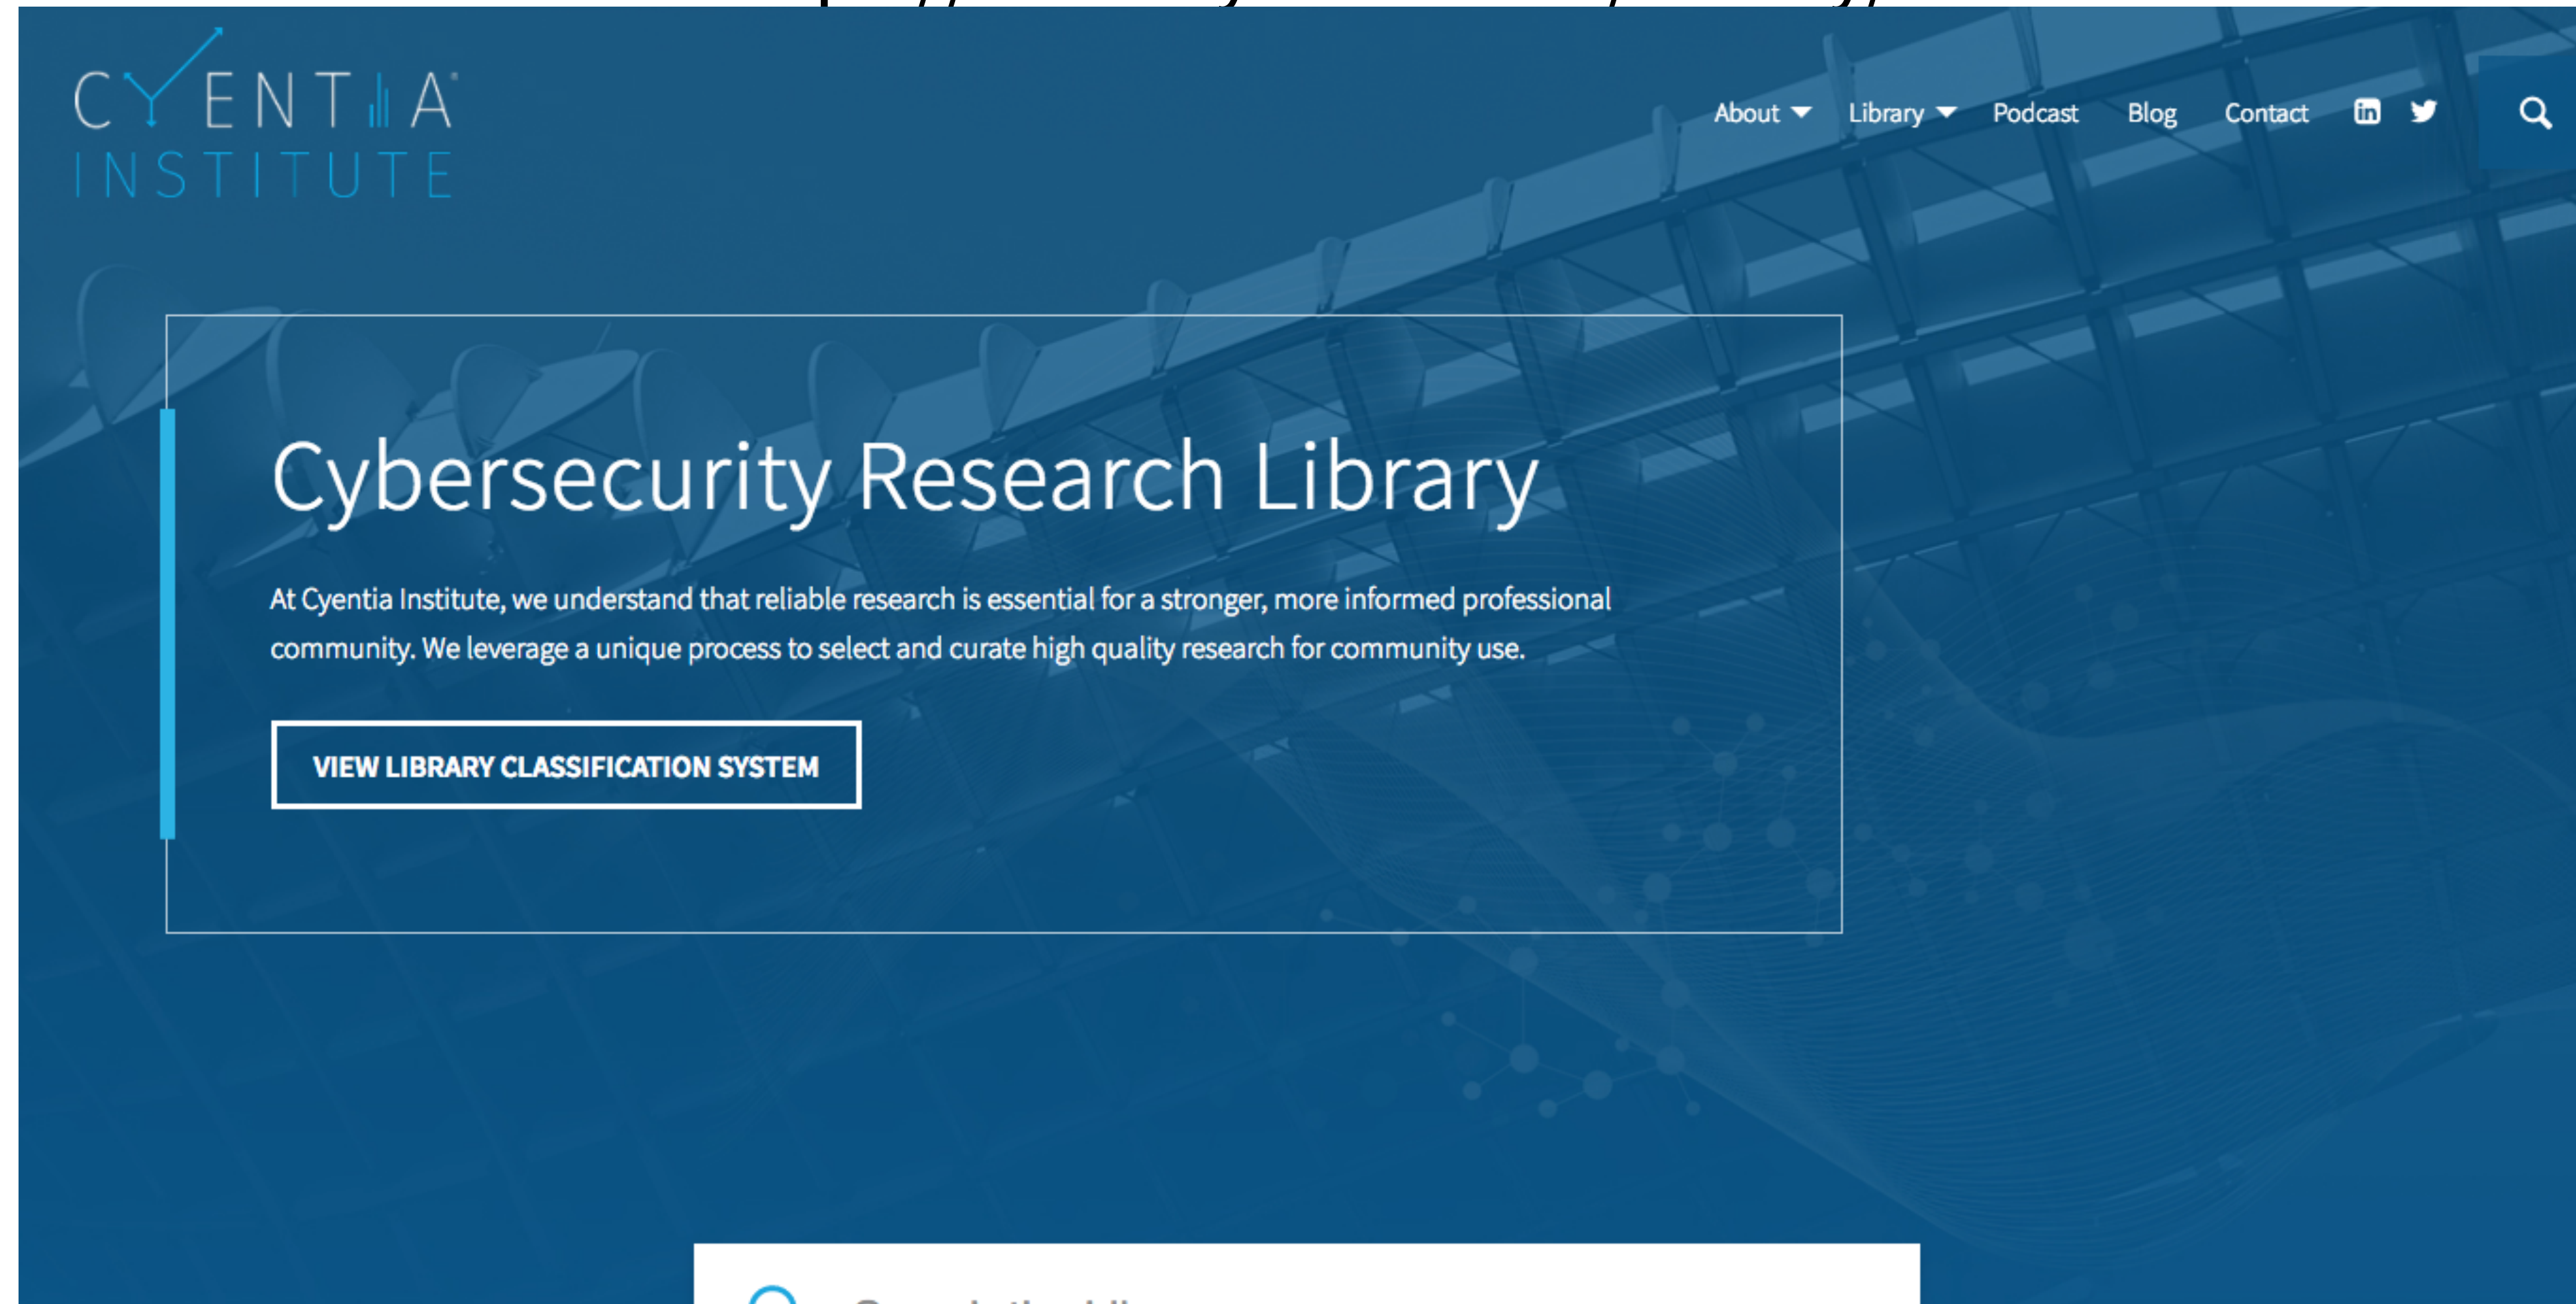 CYENTIA
INSTITUTE
About Library Podcast Blog Contact
Cybersecurity Research Library
At Cyentia Institute, we understand that reliable research is essential for a stronger, more informed professional
community. We leverage a unique process to select and curate high quality research for community use.
VIEW LIBRARY CLASSIFICATION SYSTEM